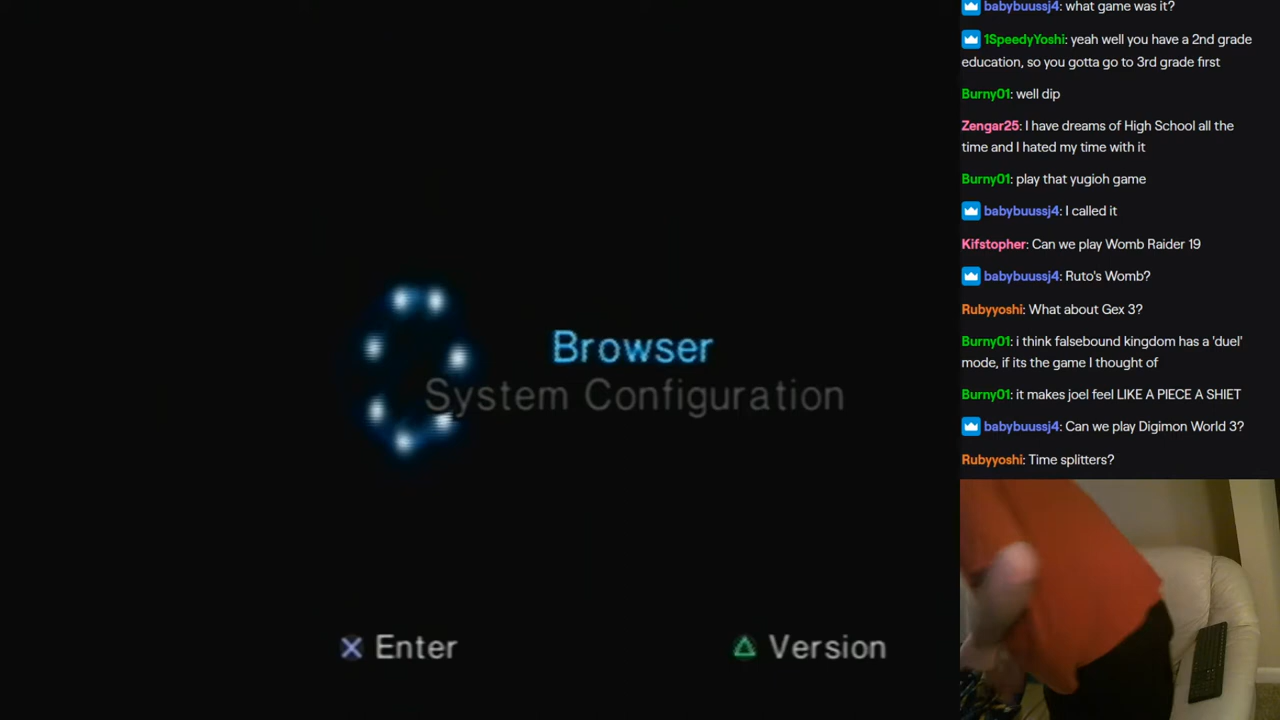 babybuussj4: what game was it?
1SpeedyYoshi: yeah well you have a 2nd grade
education, so you gotta go to 3rd grade first
Burny01: well dip
Zengar25: I have dreams of High School all the
time and I hated my time with it
Burny01: play that yugioh game
babybuussj4: I called it
Kifstopher: Can we play Womb Raider 19
babybuussj4: Ruto's Womb?
Rubyyoshi: What about Gex 3?
Burny01: i think falsebound kingdom has a 'duel'
mode, if its the game I thought of
Burny01: it makes joel feel LIKE A PIECE A SHIET
babybuussj4: Can we play Digimon World 3?
Rubyyoshi: Time splitters?
Browser
System Configuration
Enter
Version